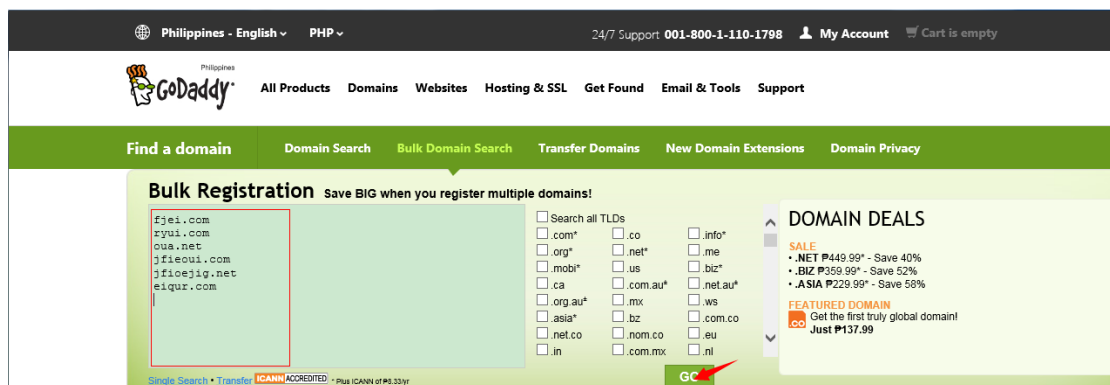 Philippines - English PHP 24/7 Support 001-800-1-110-1798 My Account Cart is empty
Philippines
GoDaddy
All Products Domains Websites Hosting & SSL Get Found Email & Tools Support
Find a domain Domain Search Bulk Domain Search Transfer Domains New Domain Extensions Domain Privacy
Bulk Registration Save BIG when you register multiple domains!
fjei.com
ryui.com
oua.net
jfieoui.com
jfioejig.net
eiqur.com
Search all TLDs
.com* .co .info*
.org* .net* .me
.mobi* .us .biz*
.ca .com.au* .net.au*
.org.au* .mx .ws
.asia* .bz .com.co
.net.co .nom.co .eu
.in .com.mx .nl
GO
DOMAIN DEALS
SALE
• .NET ₱449.99* - Save 40%
• .BIZ ₱359.99* - Save 52%
• .ASIA ₱229.99* - Save 58%
FEATURED DOMAIN
.co Get the first truly global domain!
Just ₱137.99
Single Search • Transfer ICANN ACCREDITED * Plus ICANN of ₱8.33/yr